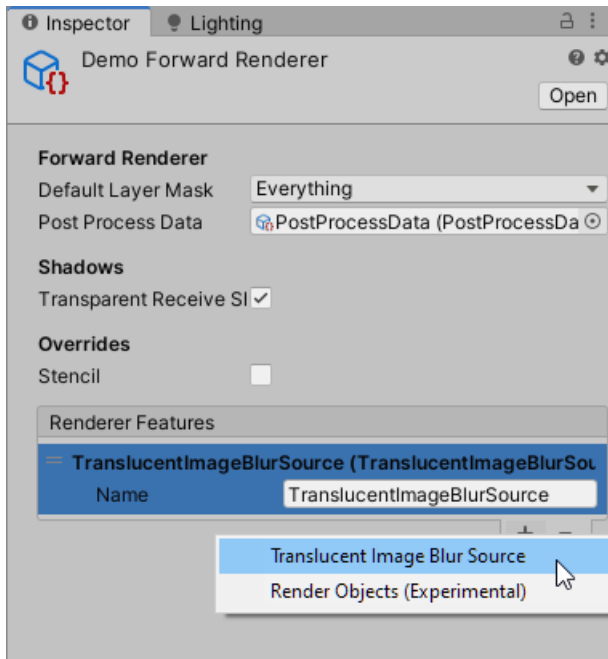 Inspector
Lighting
Demo Forward Renderer
Open
Forward Renderer
Default Layer Mask
Everything
Post Process Data
PostProcessData (PostProcessDa
Shadows
Transparent Receive Sl
Overrides
Stencil
Renderer Features
TranslucentImageBlurSource (TranslucentImageBlurSou
Name
TranslucentImageBlurSource
Translucent Image Blur Source
Render Objects (Experimental)